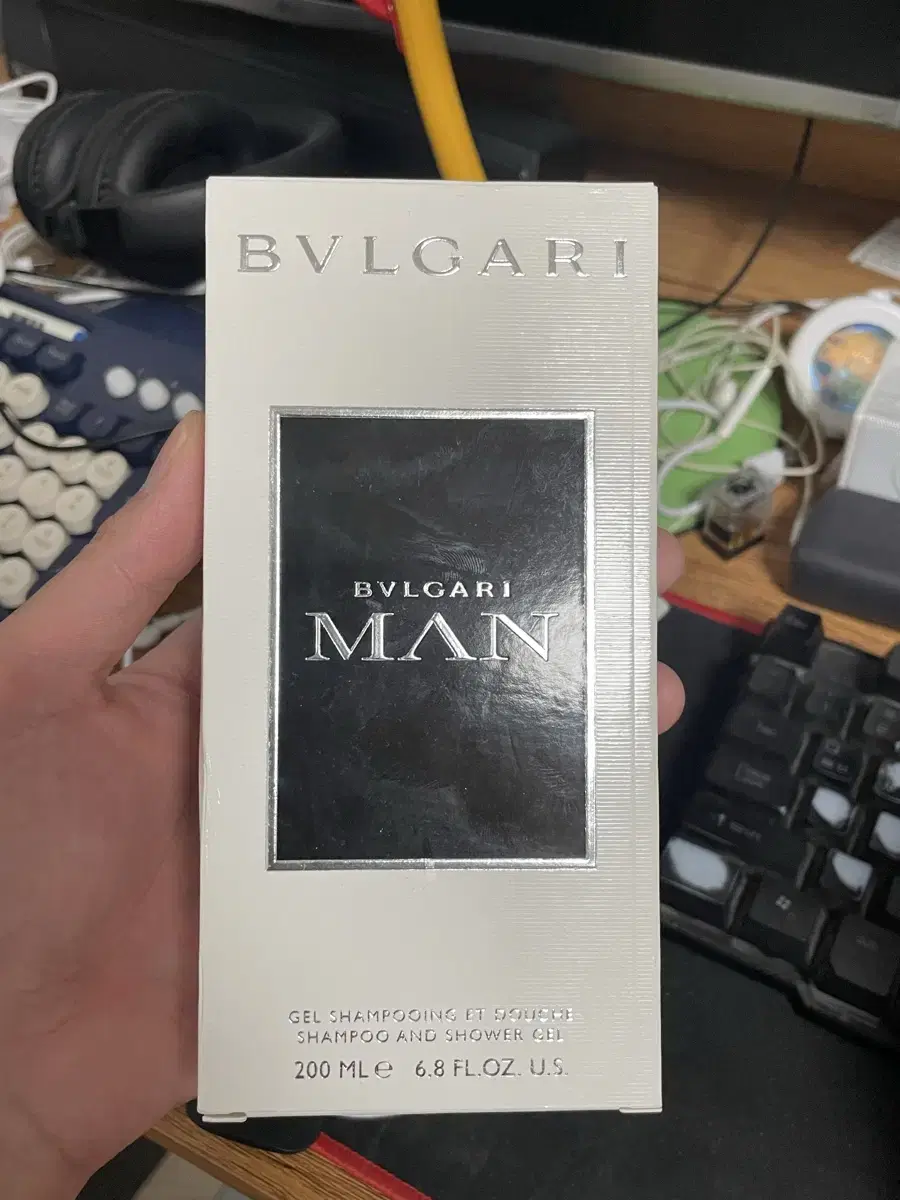 BVLGARI
BVLGARI
MAN
GEL SHAMPOOING ET DOUCHE
SHAMPOO AND SHOWER GEL
200 ML ℮ 6.8 FL.OZ. U.S.